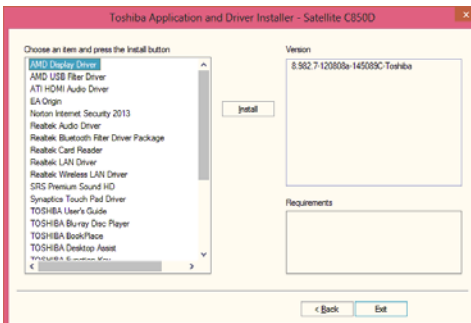 Toshiba Application and Driver Installer - Satellite C850D
x
Choose an item and press the Install button
AMD Display Driver
AMD USB Filter Driver
ATI HDMI Audio Driver
EA Origin
Norton Internet Security 2013
Realtek Audio Driver
Realtek Bluetooth Filter Driver Package
Realtek Card Reader
Realtek LAN Driver
Realtek Wireless LAN Driver
SRS Premium Sound HD
Synaptics Touch Pad Driver
TOSHIBA User's Guide
TOSHIBA Blu-ray Disc Player
TOSHIBA BookPlace
TOSHIBA Desktop Assist
TOSHIBA Function Key
Install
Version
8.982.7-120808a-145089C-Toshiba
Requirements
< Back
Exit